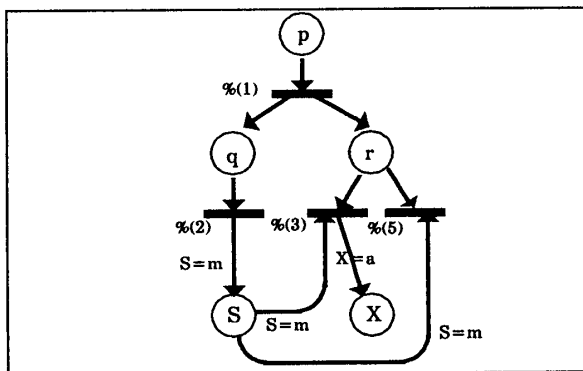 p
%(1)
q
r
%(2)
%(3)
%(5)
S=m
X=a
S
S=m
X
S=m